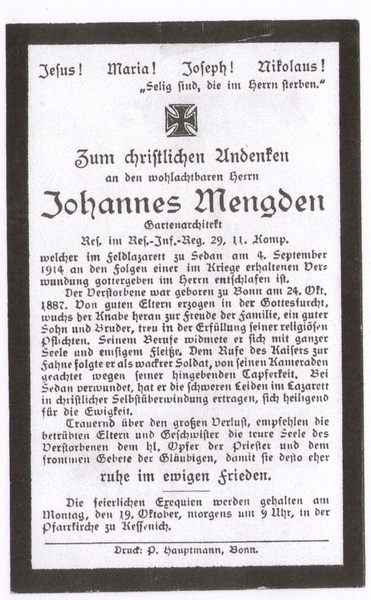 Jesus! Maria! Joseph! Nikolaus!
„Selig sind, die im Herrn sterben.“
Zum christlichen Andenken
an den wohlachtbaren Herrn
Johannes Mengden
Gartenarchitekt
Res. im Res.-Inf.-Reg. 29, 11. Komp.
welcher im Feldlazarett zu Sedan am 4. September
1914 an den Folgen einer im Kriege erhaltenen Ver-
wundung gottergeben im Herrn entschlafen ist.
Der Verstorbene war geboren zu Bonn am 24. Okt.
1887. Von guten Eltern erzogen in der Gottesfurcht,
wuchs der Knabe heran zur Freude der Familie, ein guter
Sohn und Bruder, treu in der Erfüllung seiner religiösen
Pflichten. Seinem Berufe widmete er sich mit ganzer
Seele und emsigem Fleiße. Dem Rufe des Kaisers zur
Fahne folgte er als wackrer Soldat, von seinen Kameraden
geachtet wegen seiner hingebenden Tapferkeit. Bei
Sedan verwundet, hat er die schweren Leiden im Lazarett
in christlicher Selbstüberwindung ertragen, sich heiligend
für die Ewigkeit.
Trauernd über den großen Verlust, empfehlen die
betrübten Eltern und Geschwister die teure Seele des
Verstorbenen dem hl. Opfer der Priester und dem
frommen Gebete der Gläubigen, damit sie desto eher
ruhe im ewigen Frieden.
Die feierlichen Exequien werden gehalten am
Montag, den 19. Oktober, morgens um 9 Uhr, in der
Pfarrkirche zu Kessenich.
Druck: P. Hauptmann, Bonn.